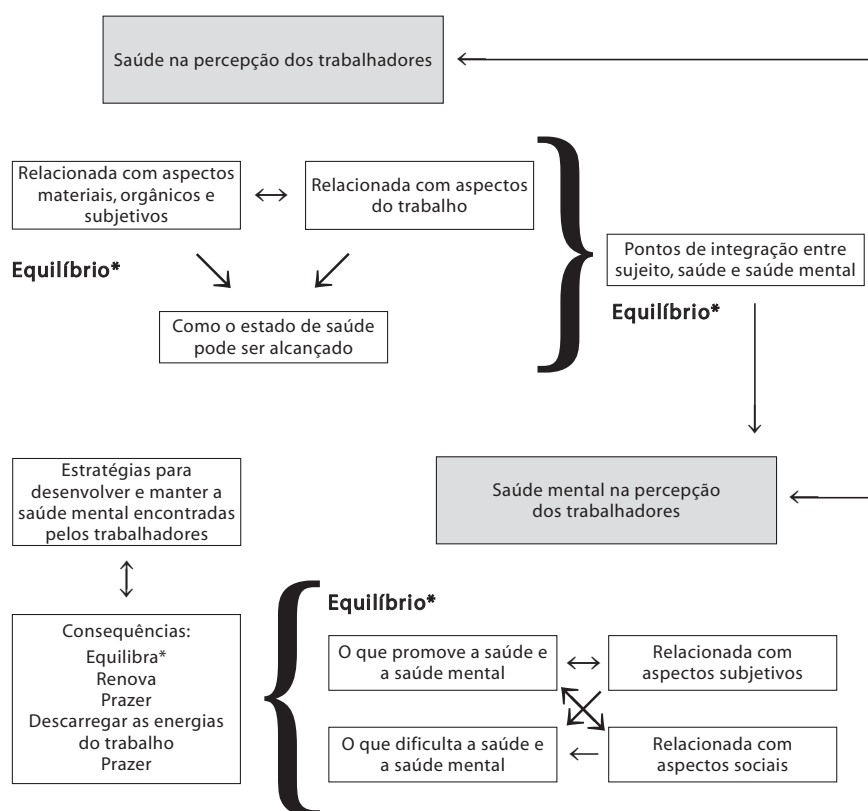 Saúde na percepção dos trabalhadores
Relacionada com aspectos
materiais, orgânicos e
subjetivos
Relacionada com aspectos
do trabalho
Equilíbrio*
Como o estado de saúde
pode ser alcançado
Pontos de integração entre
sujeito, saúde e saúde mental
Equilíbrio*
Estratégias para
desenvolver e manter a
saúde mental encontradas
pelos trabalhadores
Saúde mental na percepção
dos trabalhadores
Consequências:
Equilibra*
Renova
Prazer
Descarregar as energias
do trabalho
Prazer
Equilíbrio*
O que promove a saúde e
a saúde mental
Relacionada com
aspectos subjetivos
O que dificulta a saúde e
a saúde mental
Relacionada com
aspectos sociais